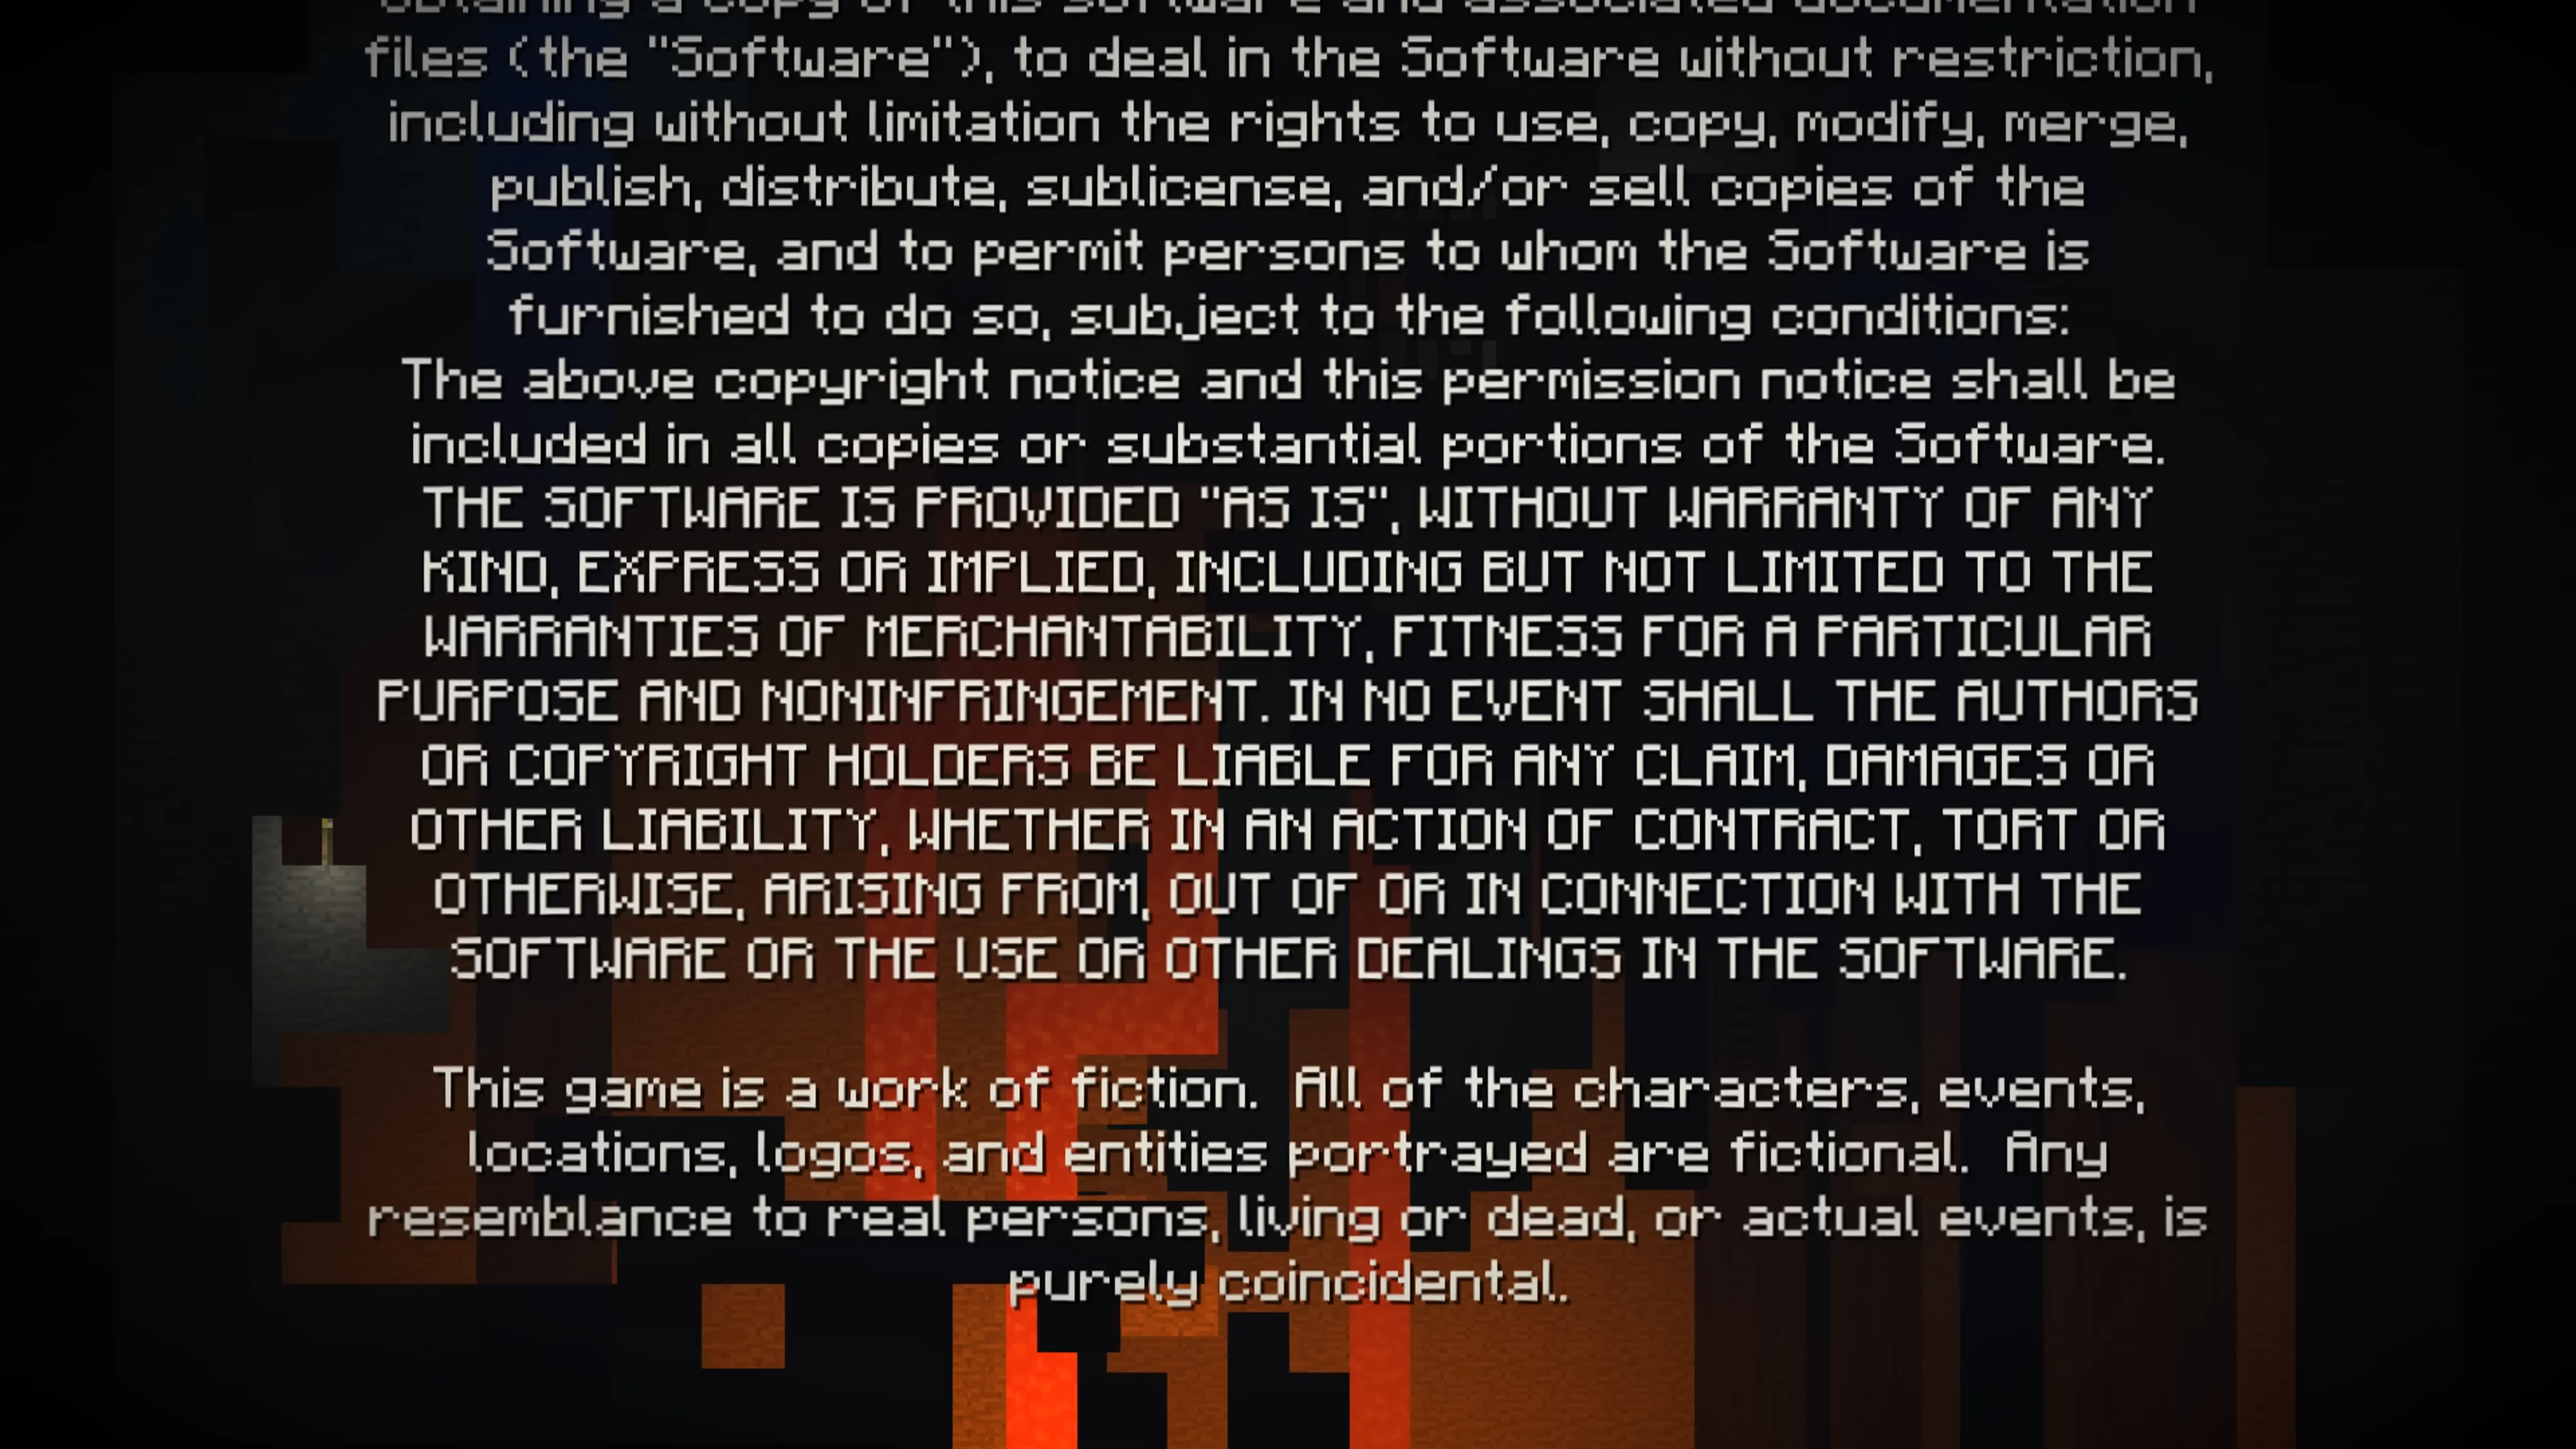 obtaining a copy of this software and associated documentation
files (the "Software"), to deal in the Software without restriction,
including without limitation the rights to use, copy, modify, merge,
publish, distribute, sublicense, and/or sell copies of the
Software, and to permit persons to whom the Software is
furnished to do so, subject to the following conditions:
The above copyright notice and this permission notice shall be
included in all copies or substantial portions of the Software.
THE SOFTWARE IS PROVIDED "AS IS", WITHOUT WARRANTY OF ANY
KIND, EXPRESS OR IMPLIED, INCLUDING BUT NOT LIMITED TO THE
WARRANTIES OF MERCHANTABILITY, FITNESS FOR A PARTICULAR
PURPOSE AND NONINFRINGEMENT. IN NO EVENT SHALL THE AUTHORS
OR COPYRIGHT HOLDERS BE LIABLE FOR ANY CLAIM, DAMAGES OR
OTHER LIABILITY, WHETHER IN AN ACTION OF CONTRACT, TORT OR
OTHERWISE, ARISING FROM, OUT OF OR IN CONNECTION WITH THE
SOFTWARE OR THE USE OR OTHER DEALINGS IN THE SOFTWARE.
This game is a work of fiction.  All of the characters, events,
locations, logos, and entities portrayed are fictional.  Any
resemblance to real persons, living or dead, or actual events, is
purely coincidental.